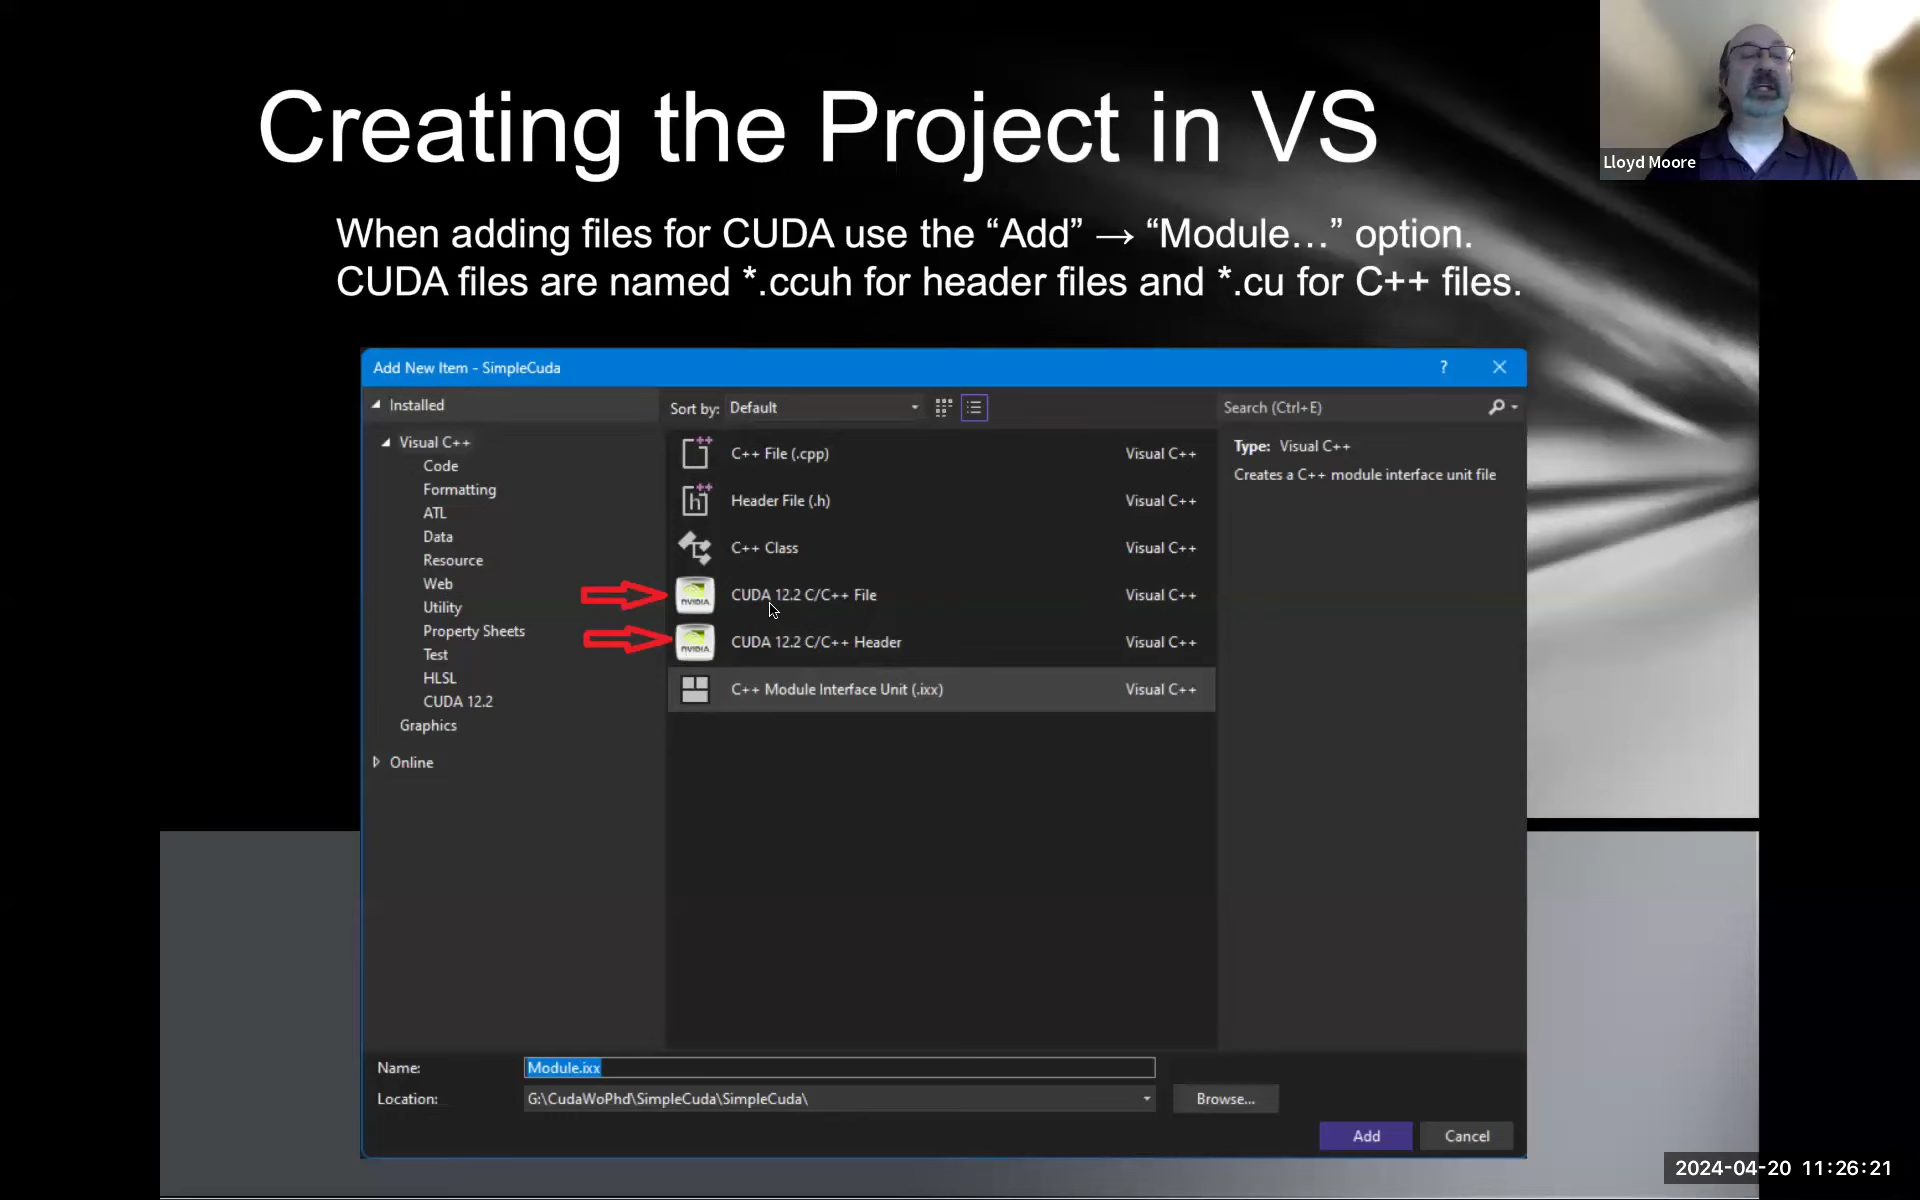 Creating the Project in VS
Lloyd Moore
When adding files for CUDA use the “Add” → “Module…” option.
CUDA files are named *.ccuh for header files and *.cu for C++ files.
Add New Item - SimpleCuda
?
Installed
Sort by: Default
Search (Ctrl+E)
Visual C++
Code
Formatting
ATL
Data
Resource
Web
Utility
Property Sheets
Test
HLSL
CUDA 12.2
Graphics
Online
C++ File (.cpp) Visual C++
Header File (.h) Visual C++
C++ Class Visual C++
CUDA 12.2 C/C++ File Visual C++
CUDA 12.2 C/C++ Header Visual C++
C++ Module Interface Unit (.ixx) Visual C++
Type: Visual C++
Creates a C++ module interface unit file
Name: Module.ixx
Location: G:\CudaWoPhd\SimpleCuda\SimpleCuda\
Browse...
Add Cancel
2024-04-20 11:26:21